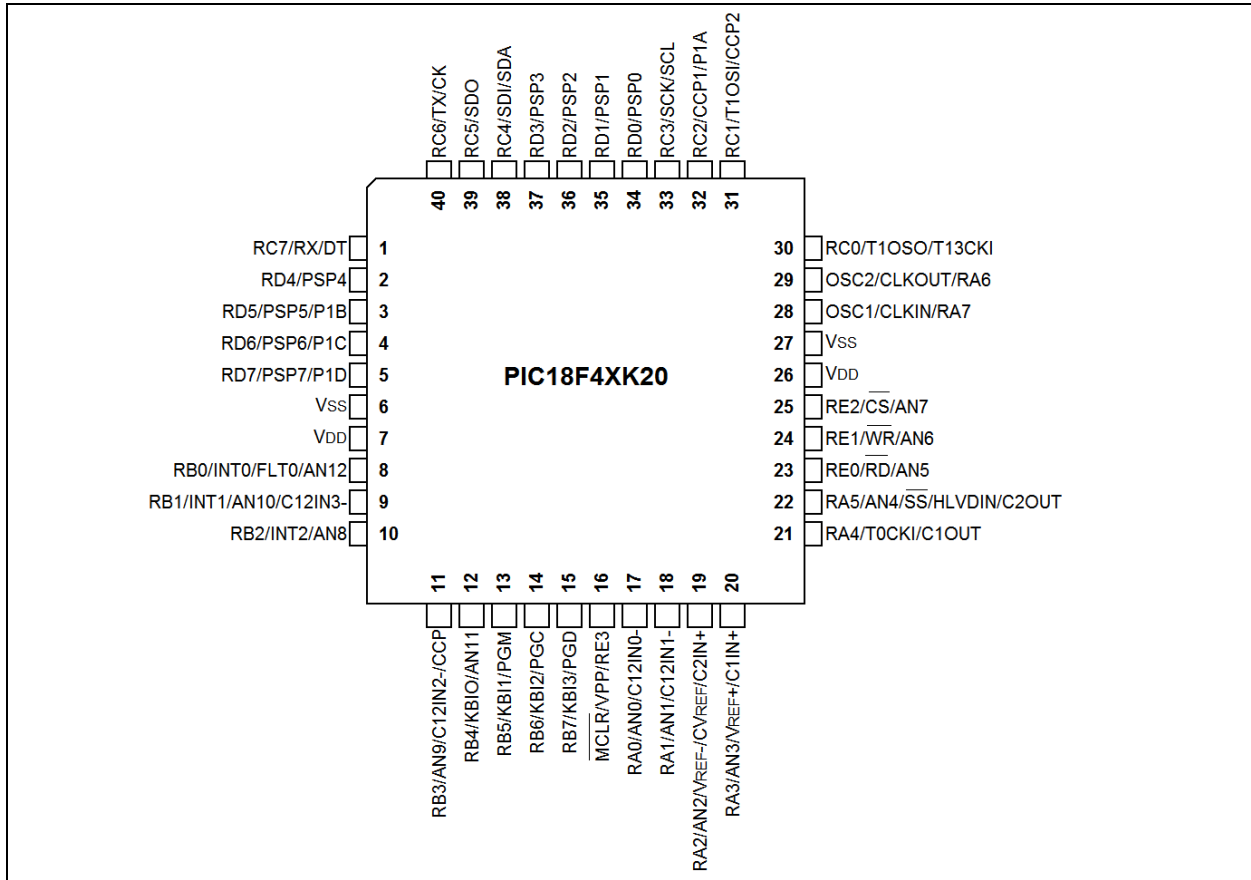 RC6/TX/CK
RC5/SDO
RC4/SDI/SDA
RD3/PSP3
RD2/PSP2
RD1/PSP1
RD0/PSP0
RC3/SCK/SCL
RC2/CCP1/P1A
RC1/T1OSI/CCP2
40 39 38 37 36 35 34 33 32 31
RC7/RX/DT 1
RD4/PSP4 2
RD5/PSP5/P1B 3
RD6/PSP6/P1C 4
RD7/PSP7/P1D 5
VSS 6
VDD 7
RB0/INT0/FLT0/AN12 8
RB1/INT1/AN10/C12IN3- 9
RB2/INT2/AN8 10
PIC18F4XK20
30 RC0/T1OSO/T13CKI
29 OSC2/CLKOUT/RA6
28 OSC1/CLKIN/RA7
27 VSS
26 VDD
25 RE2/C̅S̅/AN7
24 RE1/W̅R̅/AN6
23 RE0/R̅D̅/AN5
22 RA5/AN4/S̅S̅/HLVDIN/C2OUT
21 RA4/T0CKI/C1OUT
11 12 13 14 15 16 17 18 19 20
RB3/AN9/C12IN2-/CCP
RB4/KBIO/AN11
RB5/KBI1/PGM
RB6/KBI2/PGC
RB7/KBI3/PGD
M̅C̅L̅R̅/VPP/RE3
RA0/AN0/C12IN0-
RA1/AN1/C12IN1-
RA2/AN2/VREF-/CVREF/C2IN+
RA3/AN3/VREF+/C1IN+